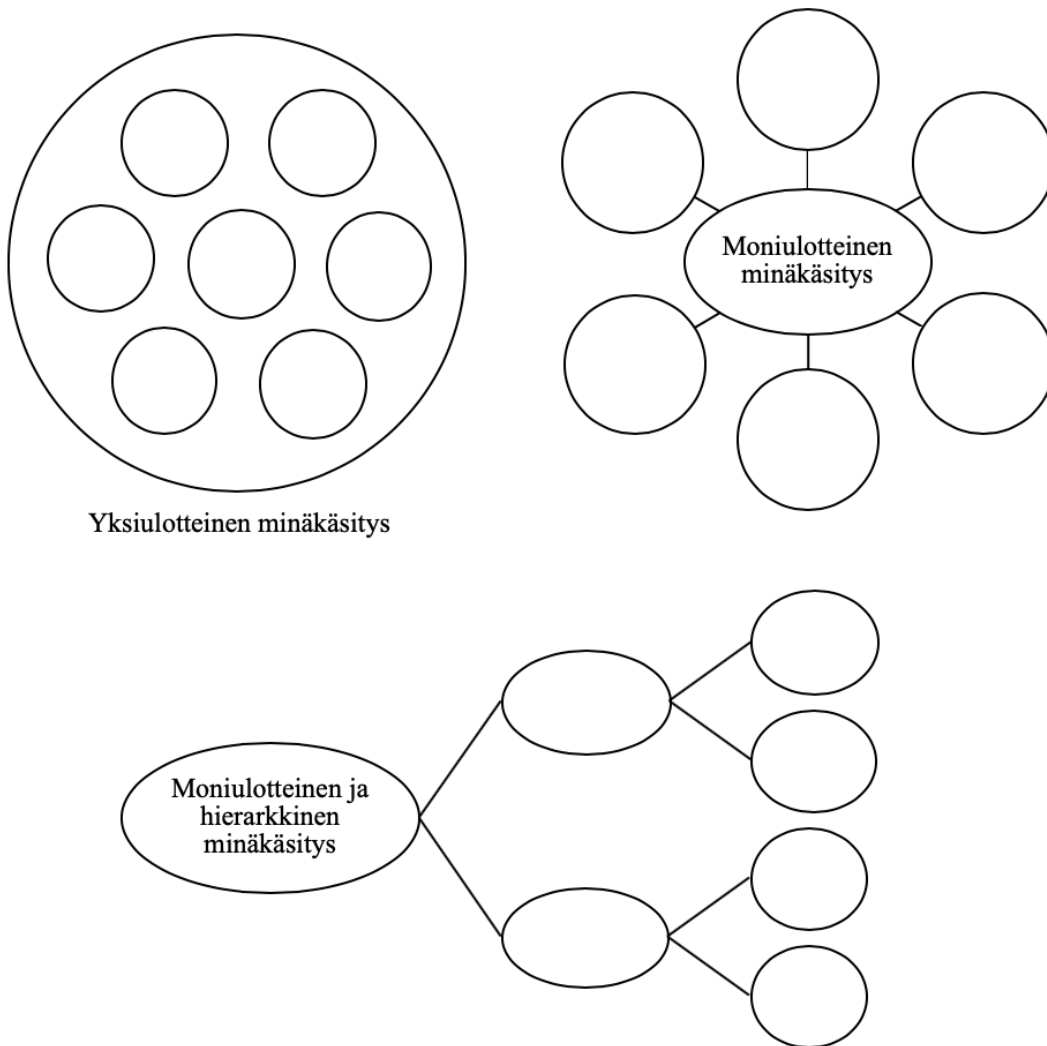 Moniulotteinen
minäkäsitys
Yksiulotteinen minäkäsitys
Moniulotteinen ja
hierarkkinen
minäkäsitys